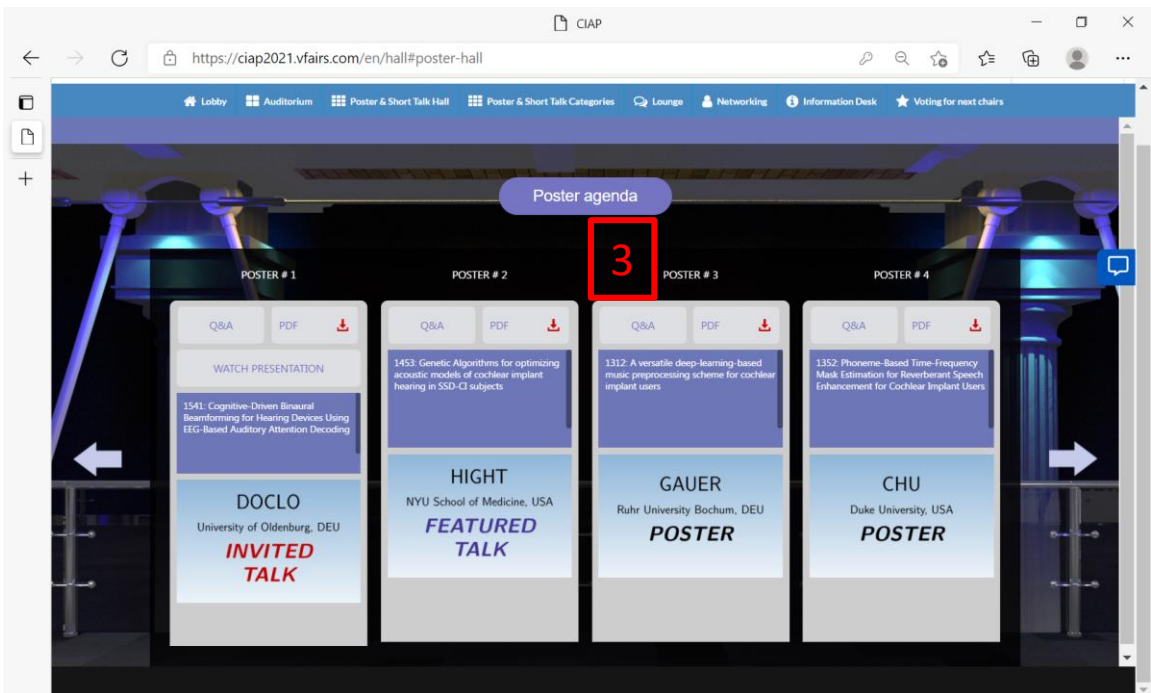 CIAP
https://ciap2021.vfairs.com/en/hall#poster-hall
Lobby Auditorium Poster & Short Talk Hall Poster & Short Talk Categories Lounge Networking Information Desk Voting for next chairs
Poster agenda
3
POSTER # 1
Q&A PDF
WATCH PRESENTATION
1541: Cognitive-Driven Binaural
Beamforming for Hearing Devices Using
EEG-Based Auditory Attention Decoding
DOCLO
University of Oldenburg, DEU
INVITED
TALK
POSTER # 2
Q&A PDF
1453: Genetic Algorithms for optimizing
acoustic models of cochlear implant
hearing in SSD-CI subjects
HIGHT
NYU School of Medicine, USA
FEATURED
TALK
POSTER # 3
Q&A PDF
1312: A versatile deep-learning-based
music preprocessing scheme for cochlear
implant users
GAUER
Ruhr University Bochum, DEU
POSTER
POSTER # 4
Q&A PDF
1352: Phoneme-Based Time-Frequency
Mask Estimation for Reverberant Speech
Enhancement for Cochlear Implant Users
CHU
Duke University, USA
POSTER